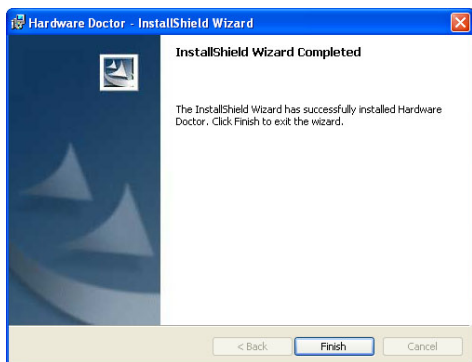 Hardware Doctor - InstallShield Wizard
InstallShield Wizard Completed
The InstallShield Wizard has successfully installed Hardware
Doctor. Click Finish to exit the wizard.
< Back Finish Cancel